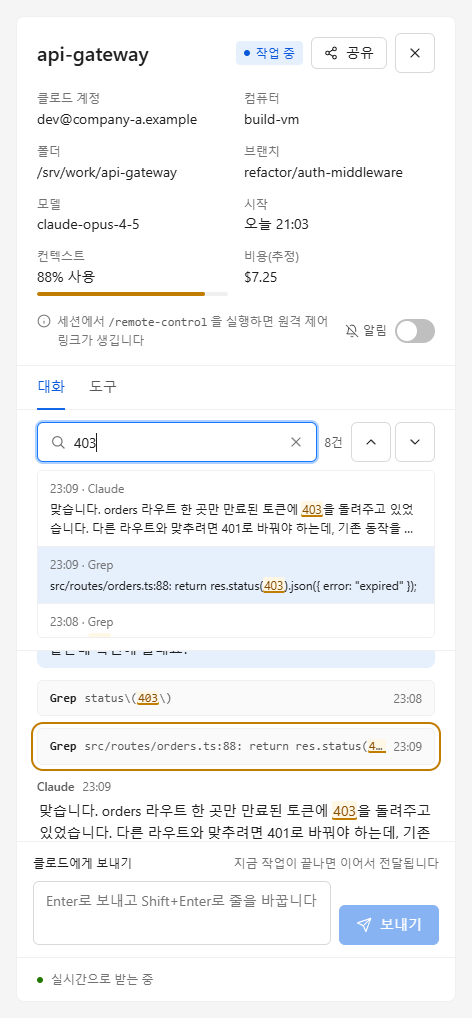 api-gateway
작업 중
공유
클로드 계정
컴퓨터
dev@company-a.example
build-vm
폴더
브랜치
/srv/work/api-gateway
refactor/auth-middleware
모델
시작
claude-opus-4-5
오늘 21:03
컨텍스트
비용(추정)
88% 사용
$7.25
세션에서 /remote-control 을 실행하면 원격 제어
링크가 생깁니다
알림
대화
도구
403
8건
23:09 · Claude
맞습니다. orders 라우트 한 곳만 만료된 토큰에 403을 돌려주고 있었
습니다. 다른 라우트와 맞추려면 401로 바꿔야 하는데, 기존 동작을 ...
23:09 · Grep
src/routes/orders.ts:88: return res.status(403).json({ error: "expired" });
23:08 · Grep
Grep status\(403\)
23:08
Grep src/routes/orders.ts:88: return res.status(4…
23:09
Claude 23:09
맞습니다. orders 라우트 한 곳만 만료된 토큰에 403을 돌려주고
있었습니다. 다른 라우트와 맞추려면 401로 바꿔야 하는데, 기존
클로드에게 보내기
지금 작업이 끝나면 이어서 전달됩니다
Enter로 보내고 Shift+Enter로 줄을 바꿉니다
보내기
실시간으로 받는 중